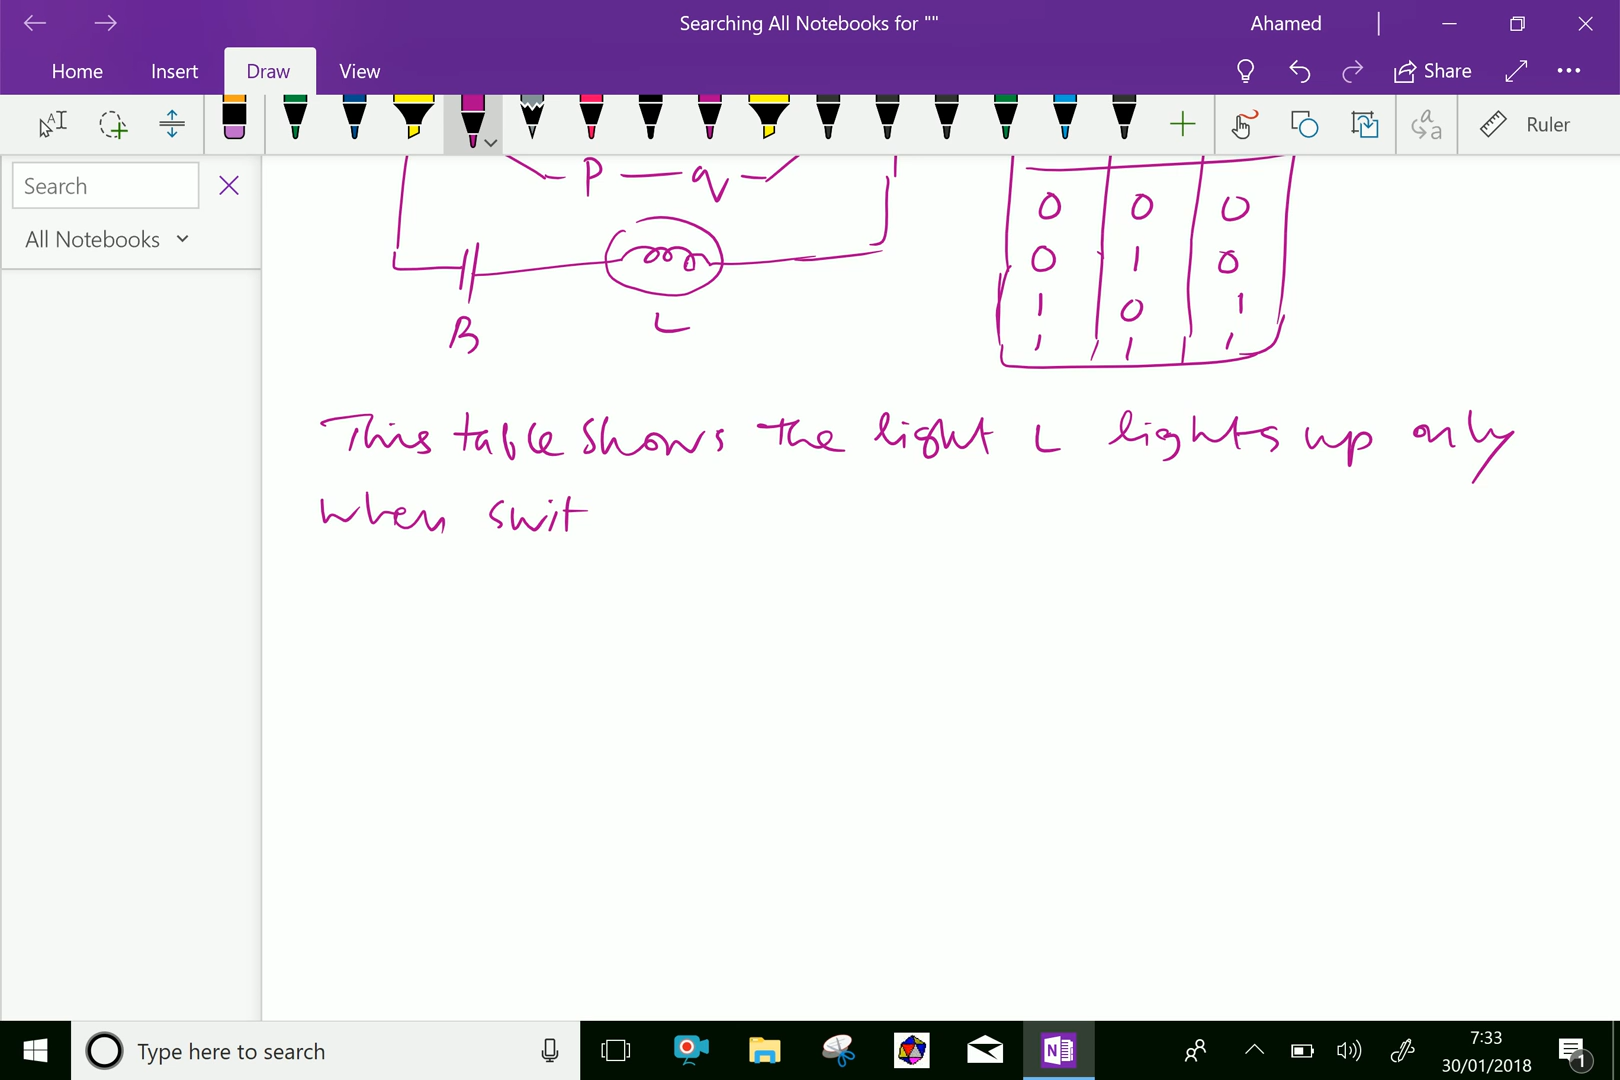 Searching All Notebooks for ""
Ahamed
Home Insert Draw View
Share
Ruler
Search
All Notebooks
P q
B
L
0 0 0
0 1 0
1 0 1
1 1 1
This table shows the light L lights up only
when swit
Type here to search
N
7:33
30/01/2018
1